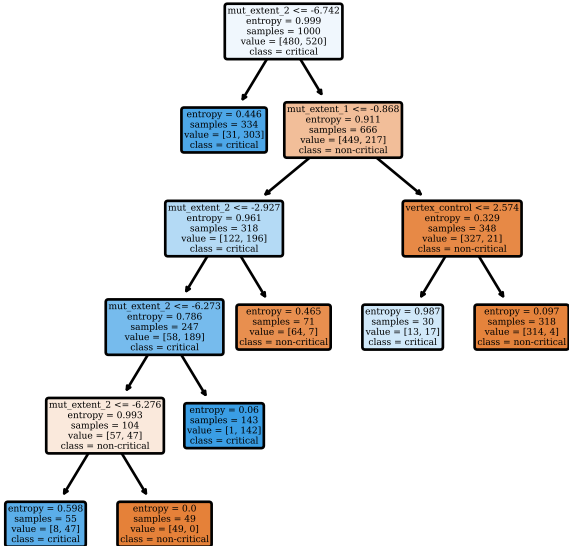 mut_extent_2 <= -6.742
entropy = 0.999
samples = 1000
value = [480, 520]
class = critical
entropy = 0.446
samples = 334
value = [31, 303]
class = critical
mut_extent_1 <= -0.868
entropy = 0.911
samples = 666
value = [449, 217]
class = non-critical
mut_extent_2 <= -2.927
entropy = 0.961
samples = 318
value = [122, 196]
class = critical
vertex_control <= 2.574
entropy = 0.329
samples = 348
value = [327, 21]
class = non-critical
mut_extent_2 <= -6.273
entropy = 0.786
samples = 247
value = [58, 189]
class = critical
entropy = 0.465
samples = 71
value = [64, 7]
class = non-critical
entropy = 0.987
samples = 30
value = [13, 17]
class = critical
entropy = 0.097
samples = 318
value = [314, 4]
class = non-critical
mut_extent_2 <= -6.276
entropy = 0.993
samples = 104
value = [57, 47]
class = non-critical
entropy = 0.06
samples = 143
value = [1, 142]
class = critical
entropy = 0.598
samples = 55
value = [8, 47]
class = critical
entropy = 0.0
samples = 49
value = [49, 0]
class = non-critical